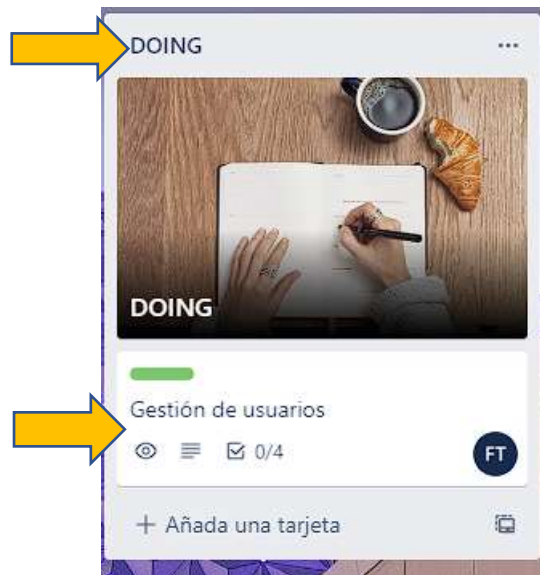 DOING
DOING
Gestión de usuarios
0/4
FT
+ Añada una tarjeta